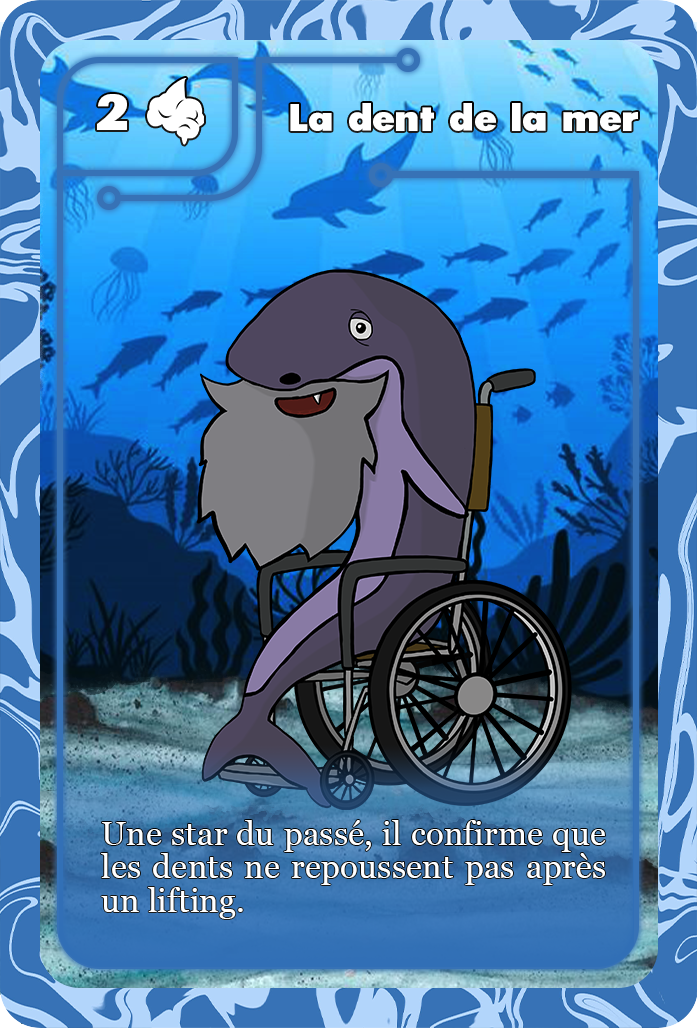 2
La dent de la mer
Une star du passé, il confirme que
les dents ne repoussent pas après
un lifting.